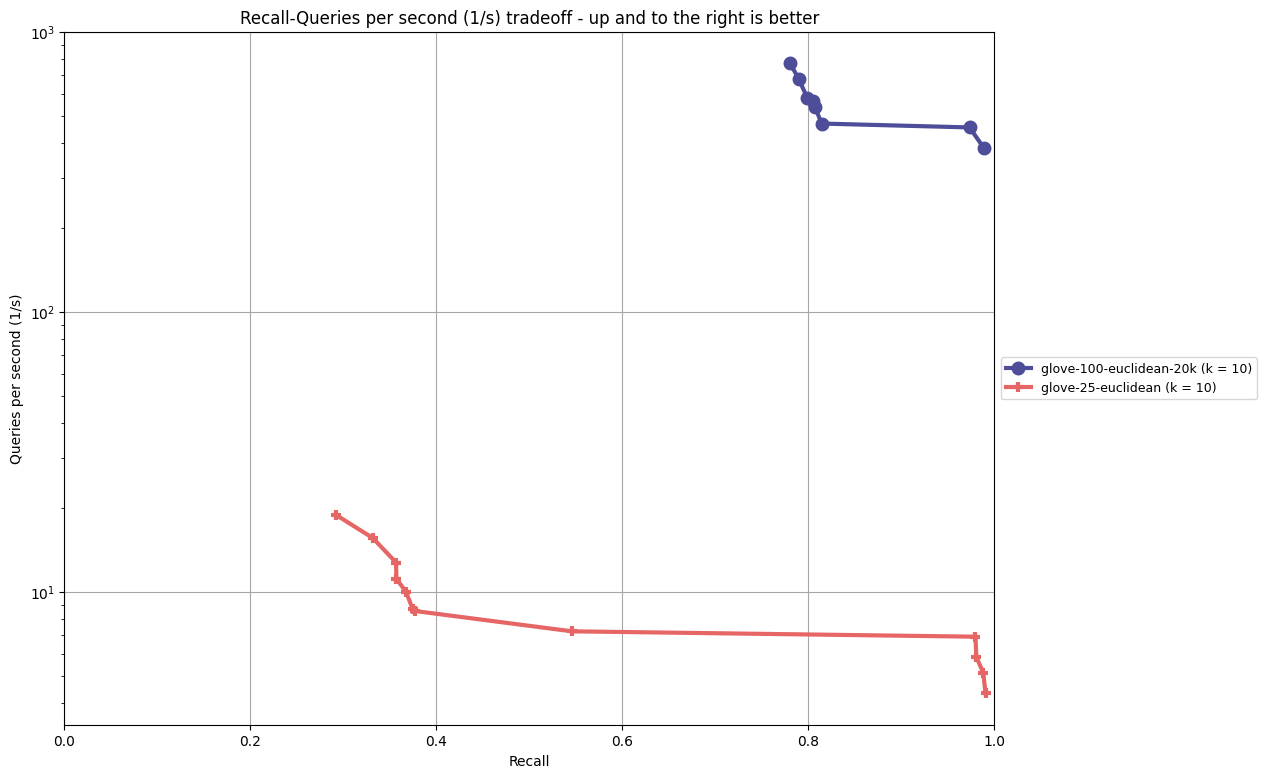 Recall-Queries per second (1/s) tradeoff - up and to the right is better
10³
10²
10¹
Queries per second (1/s)
0.0 0.2 0.4 0.6 0.8 1.0
Recall
glove-100-euclidean-20k (k = 10)
glove-25-euclidean (k = 10)